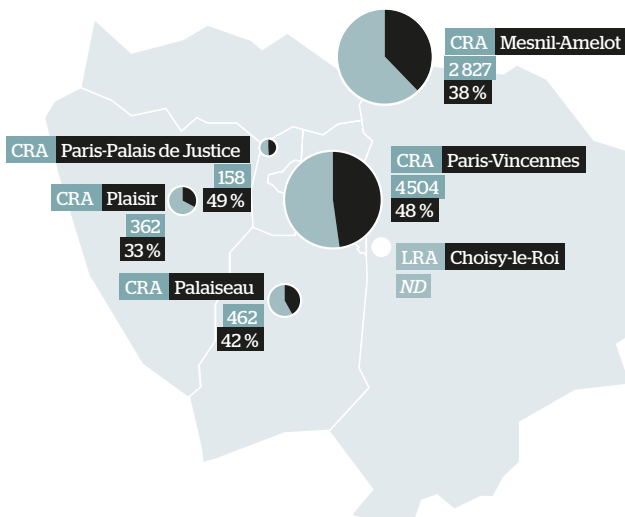 CRA Mesnil-Amelot
2 827
38 %
CRA Paris-Palais de Justice
158
49 %
CRA Paris-Vincennes
4504
48 %
CRA Plaisir
362
33 %
LRA Choisy-le-Roi
ND
CRA Palaiseau
462
42 %